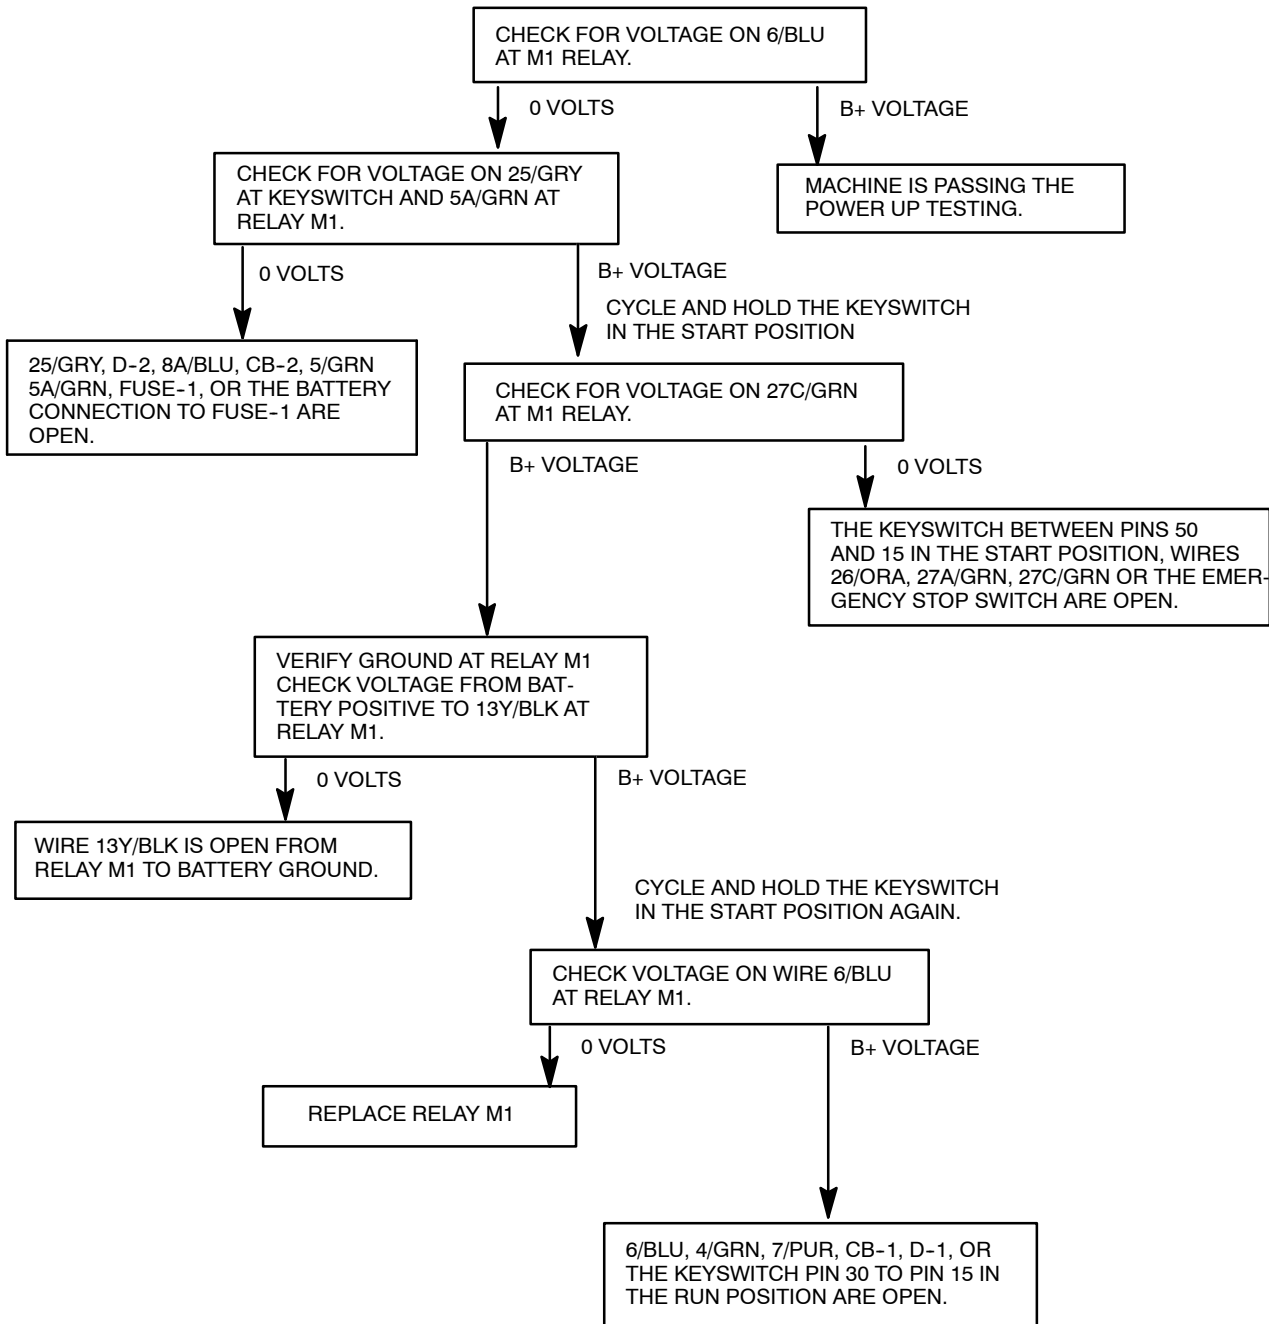 CHECK FOR VOLTAGE ON 6/BLU
AT M1 RELAY.
0 VOLTS
B+ VOLTAGE
CHECK FOR VOLTAGE ON 25/GRY
AT KEYSWITCH AND 5A/GRN AT
RELAY M1.
MACHINE IS PASSING THE
POWER UP TESTING.
0 VOLTS
B+ VOLTAGE
CYCLE AND HOLD THE KEYSWITCH
IN THE START POSITION
25/GRY, D-2, 8A/BLU, CB-2, 5/GRN
5A/GRN, FUSE-1, OR THE BATTERY
CONNECTION TO FUSE-1 ARE
OPEN.
CHECK FOR VOLTAGE ON 27C/GRN
AT M1 RELAY.
B+ VOLTAGE
0 VOLTS
THE KEYSWITCH BETWEEN PINS 50
AND 15 IN THE START POSITION, WIRES
26/ORA, 27A/GRN, 27C/GRN OR THE EMER-
GENCY STOP SWITCH ARE OPEN.
VERIFY GROUND AT RELAY M1
CHECK VOLTAGE FROM BAT-
TERY POSITIVE TO 13Y/BLK AT
RELAY M1.
0 VOLTS
B+ VOLTAGE
WIRE 13Y/BLK IS OPEN FROM
RELAY M1 TO BATTERY GROUND.
CYCLE AND HOLD THE KEYSWITCH
IN THE START POSITION AGAIN.
CHECK VOLTAGE ON WIRE 6/BLU
AT RELAY M1.
0 VOLTS
B+ VOLTAGE
REPLACE RELAY M1
6/BLU, 4/GRN, 7/PUR, CB-1, D-1, OR
THE KEYSWITCH PIN 30 TO PIN 15 IN
THE RUN POSITION ARE OPEN.